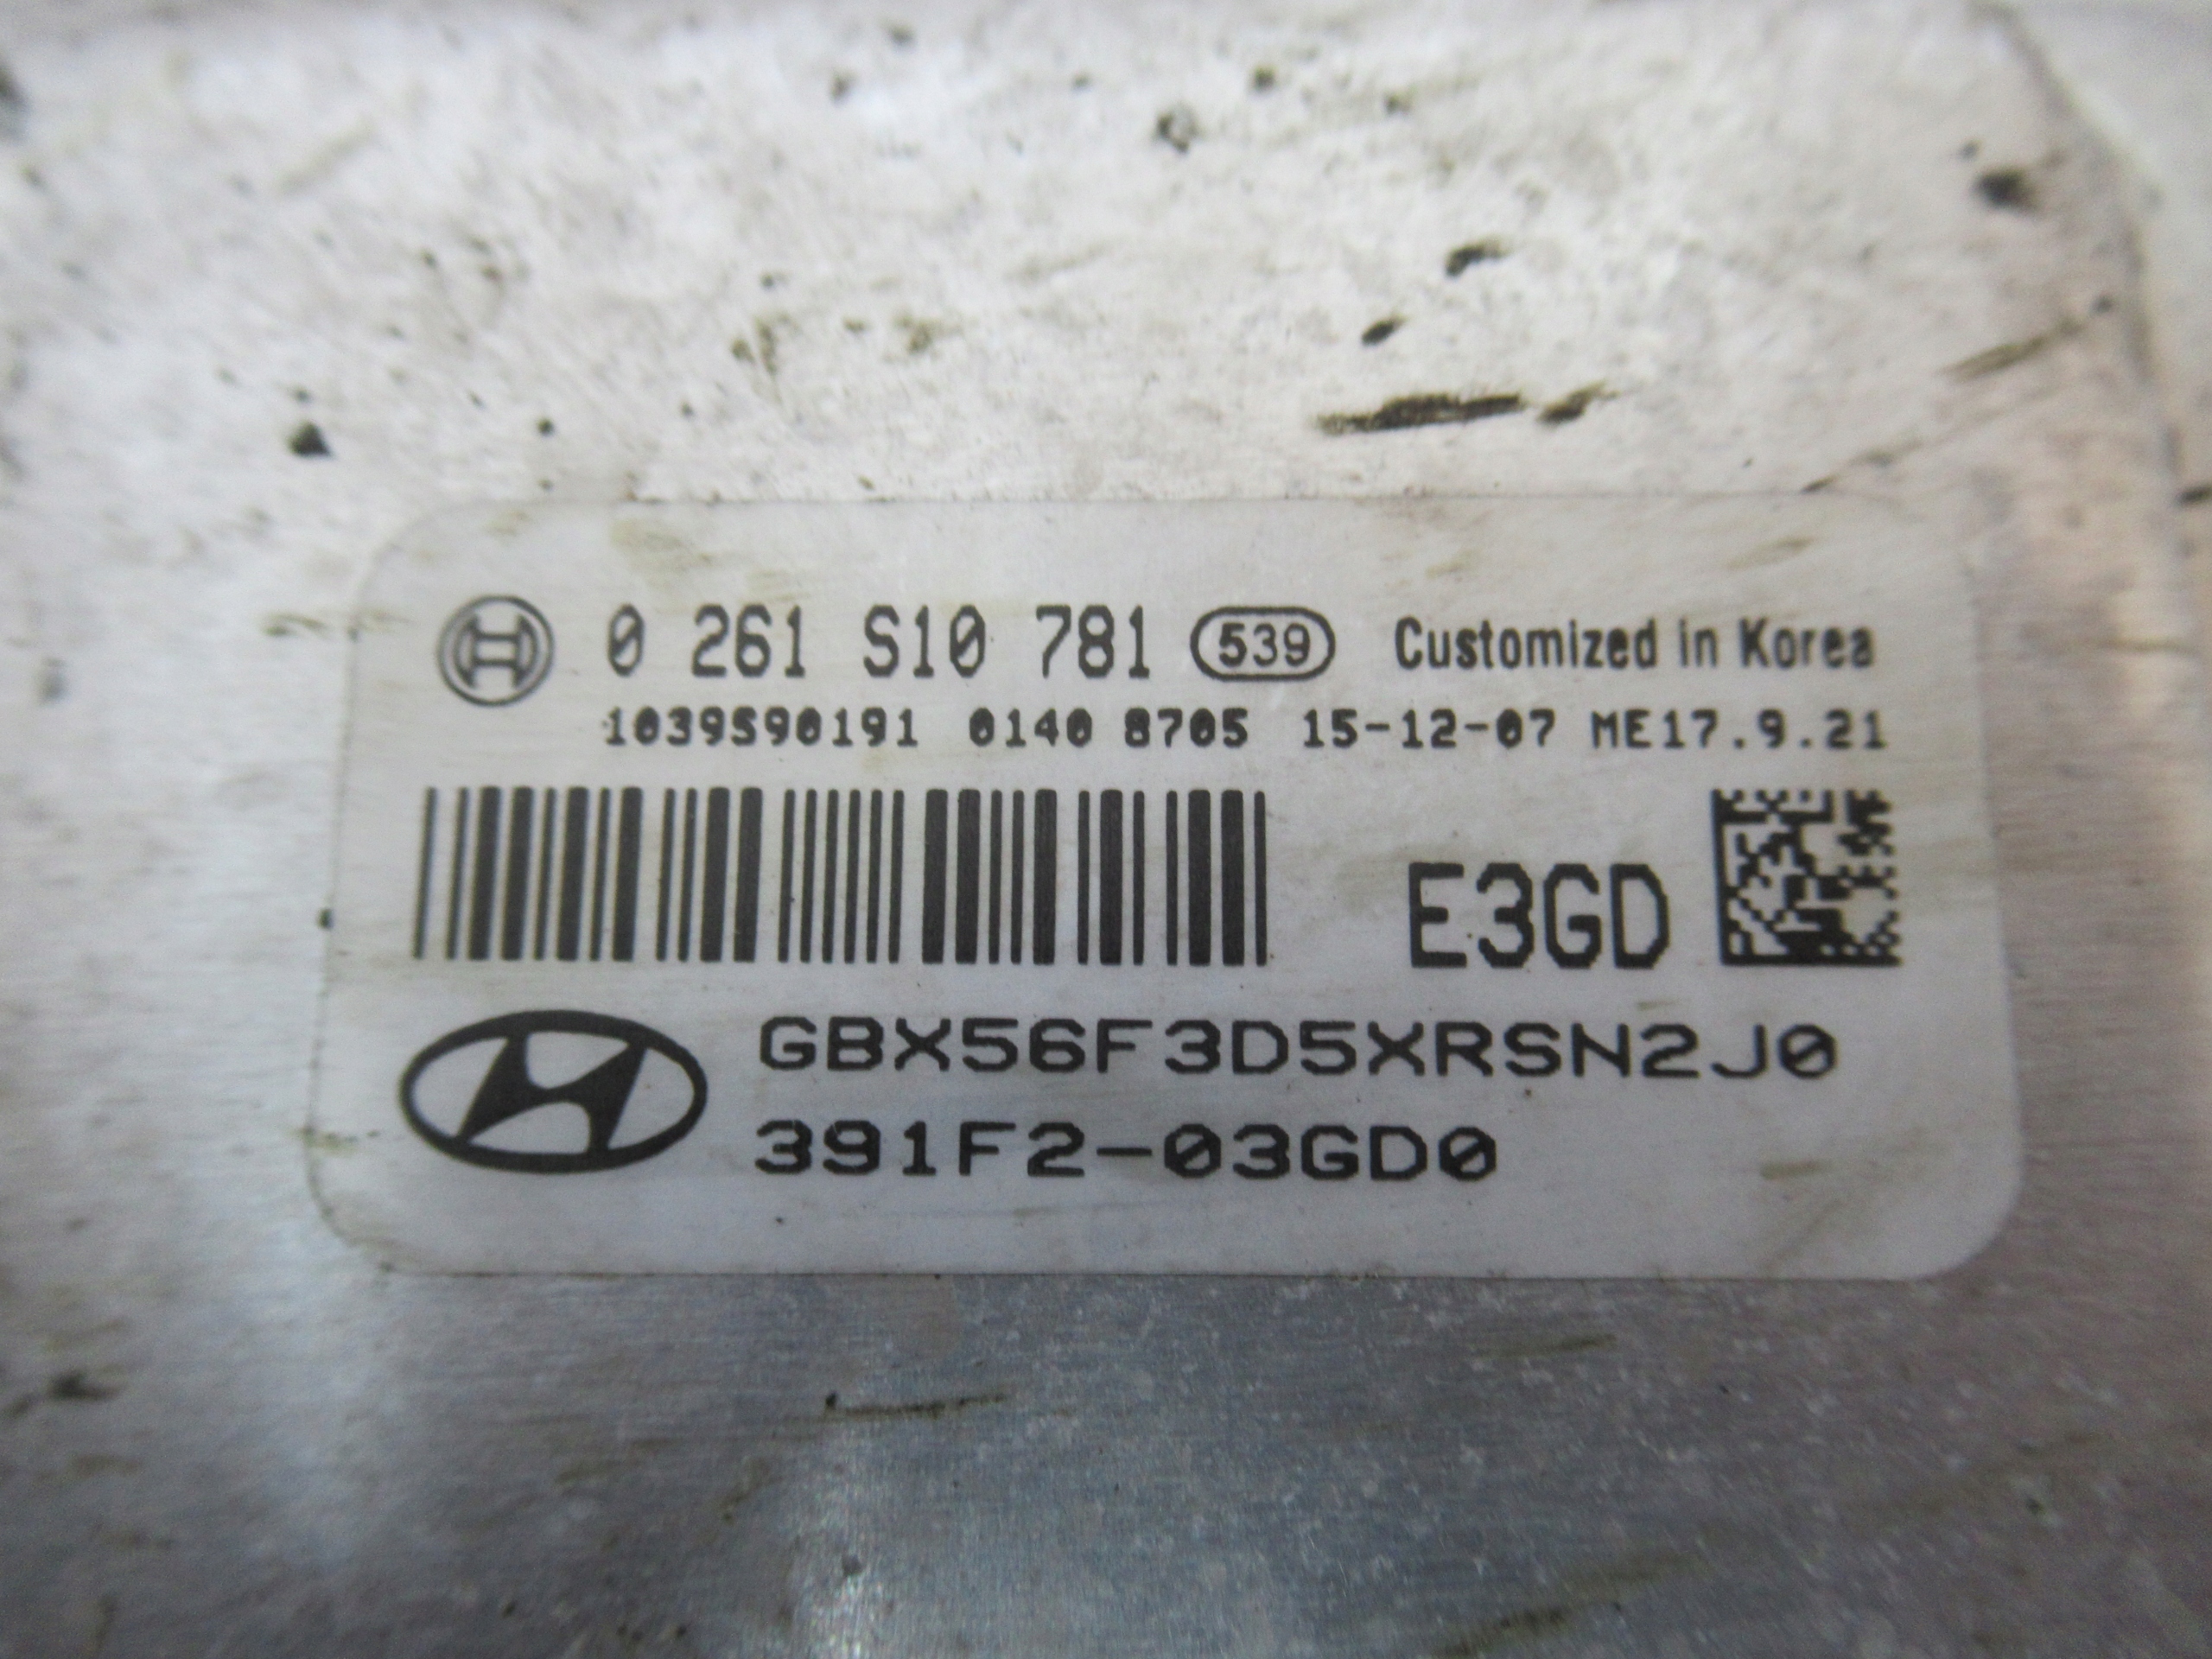 0 261 S10 781 539 Customized in Korea
1039S90191 0140 8705 15-12-07 ME17.9.21
E3GD
GBX56F3D5XRSN2J0
391F2-03GD0